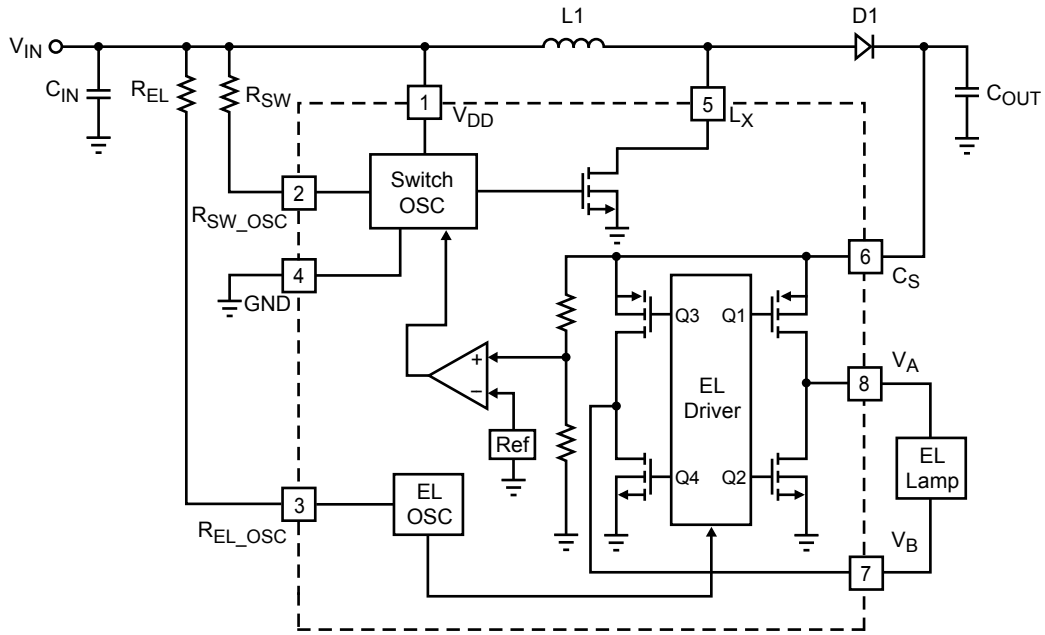 L1
D1
VIN
CIN
REL
RSW
COUT
1
VDD
5
LX
Switch
OSC
2
RSW_OSC
4
GND
6
CS
Q3
Q1
+
–
EL
Driver
8
VA
Ref
EL
Lamp
Q4
Q2
EL
OSC
3
REL_OSC
VB
7